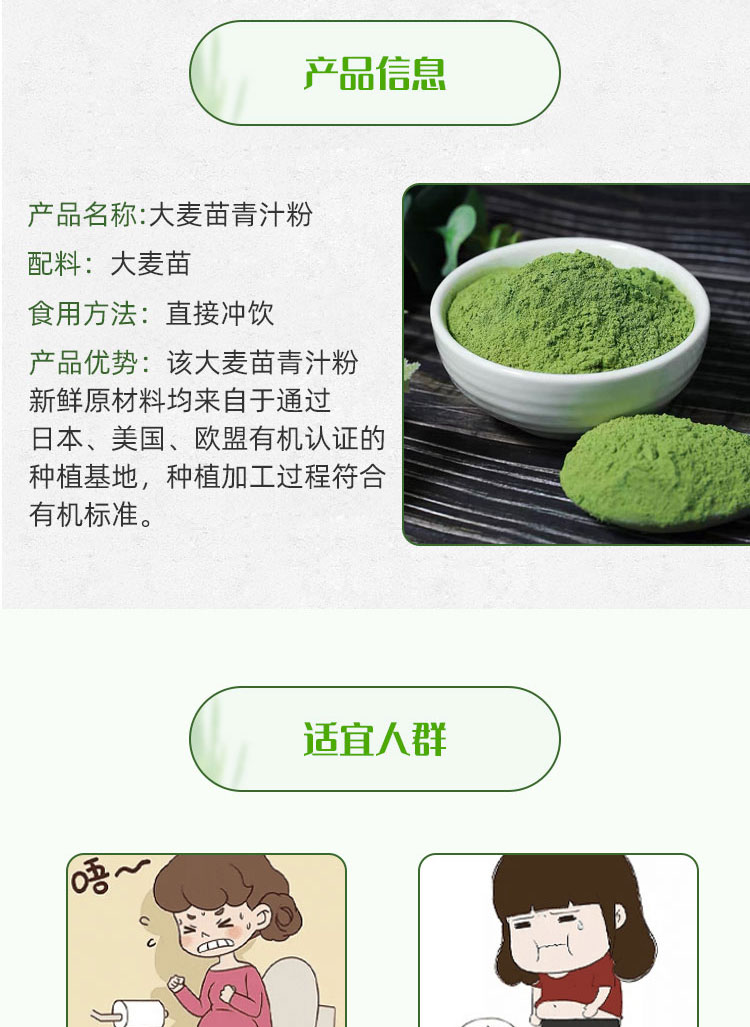 产品信息
产品名称:大麦苗青汁粉
配料：大麦苗
食用方法：直接冲饮
产品优势：该大麦苗青汁粉
新鲜原材料均来自于通过
日本、美国、欧盟有机认证的
种植基地，种植加工过程符合
有机标准。
适宜人群
唔～